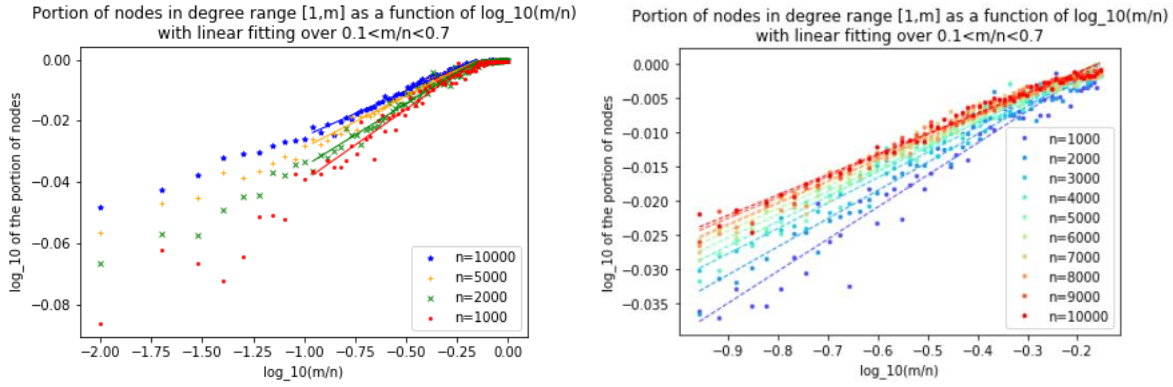 Portion of nodes in degree range [1,m] as a function of log_10(m/n)
with linear fitting over 0.1<m/n<0.7
0.00
−0.02
−0.04
−0.06
−0.08
log_10 of the portion of nodes
n=10000
n=5000
n=2000
n=1000
−2.00 −1.75 −1.50 −1.25 −1.00 −0.75 −0.50 −0.25 0.00
log_10(m/n)
Portion of nodes in degree range [1,m] as a function of log_10(m/n)
with linear fitting over 0.1<m/n<0.7
0.000
−0.005
−0.010
−0.015
−0.020
−0.025
−0.030
−0.035
log_10 of the portion of nodes
n=1000
n=2000
n=3000
n=4000
n=5000
n=6000
n=7000
n=8000
n=9000
n=10000
−0.9 −0.8 −0.7 −0.6 −0.5 −0.4 −0.3 −0.2
log_10(m/n)